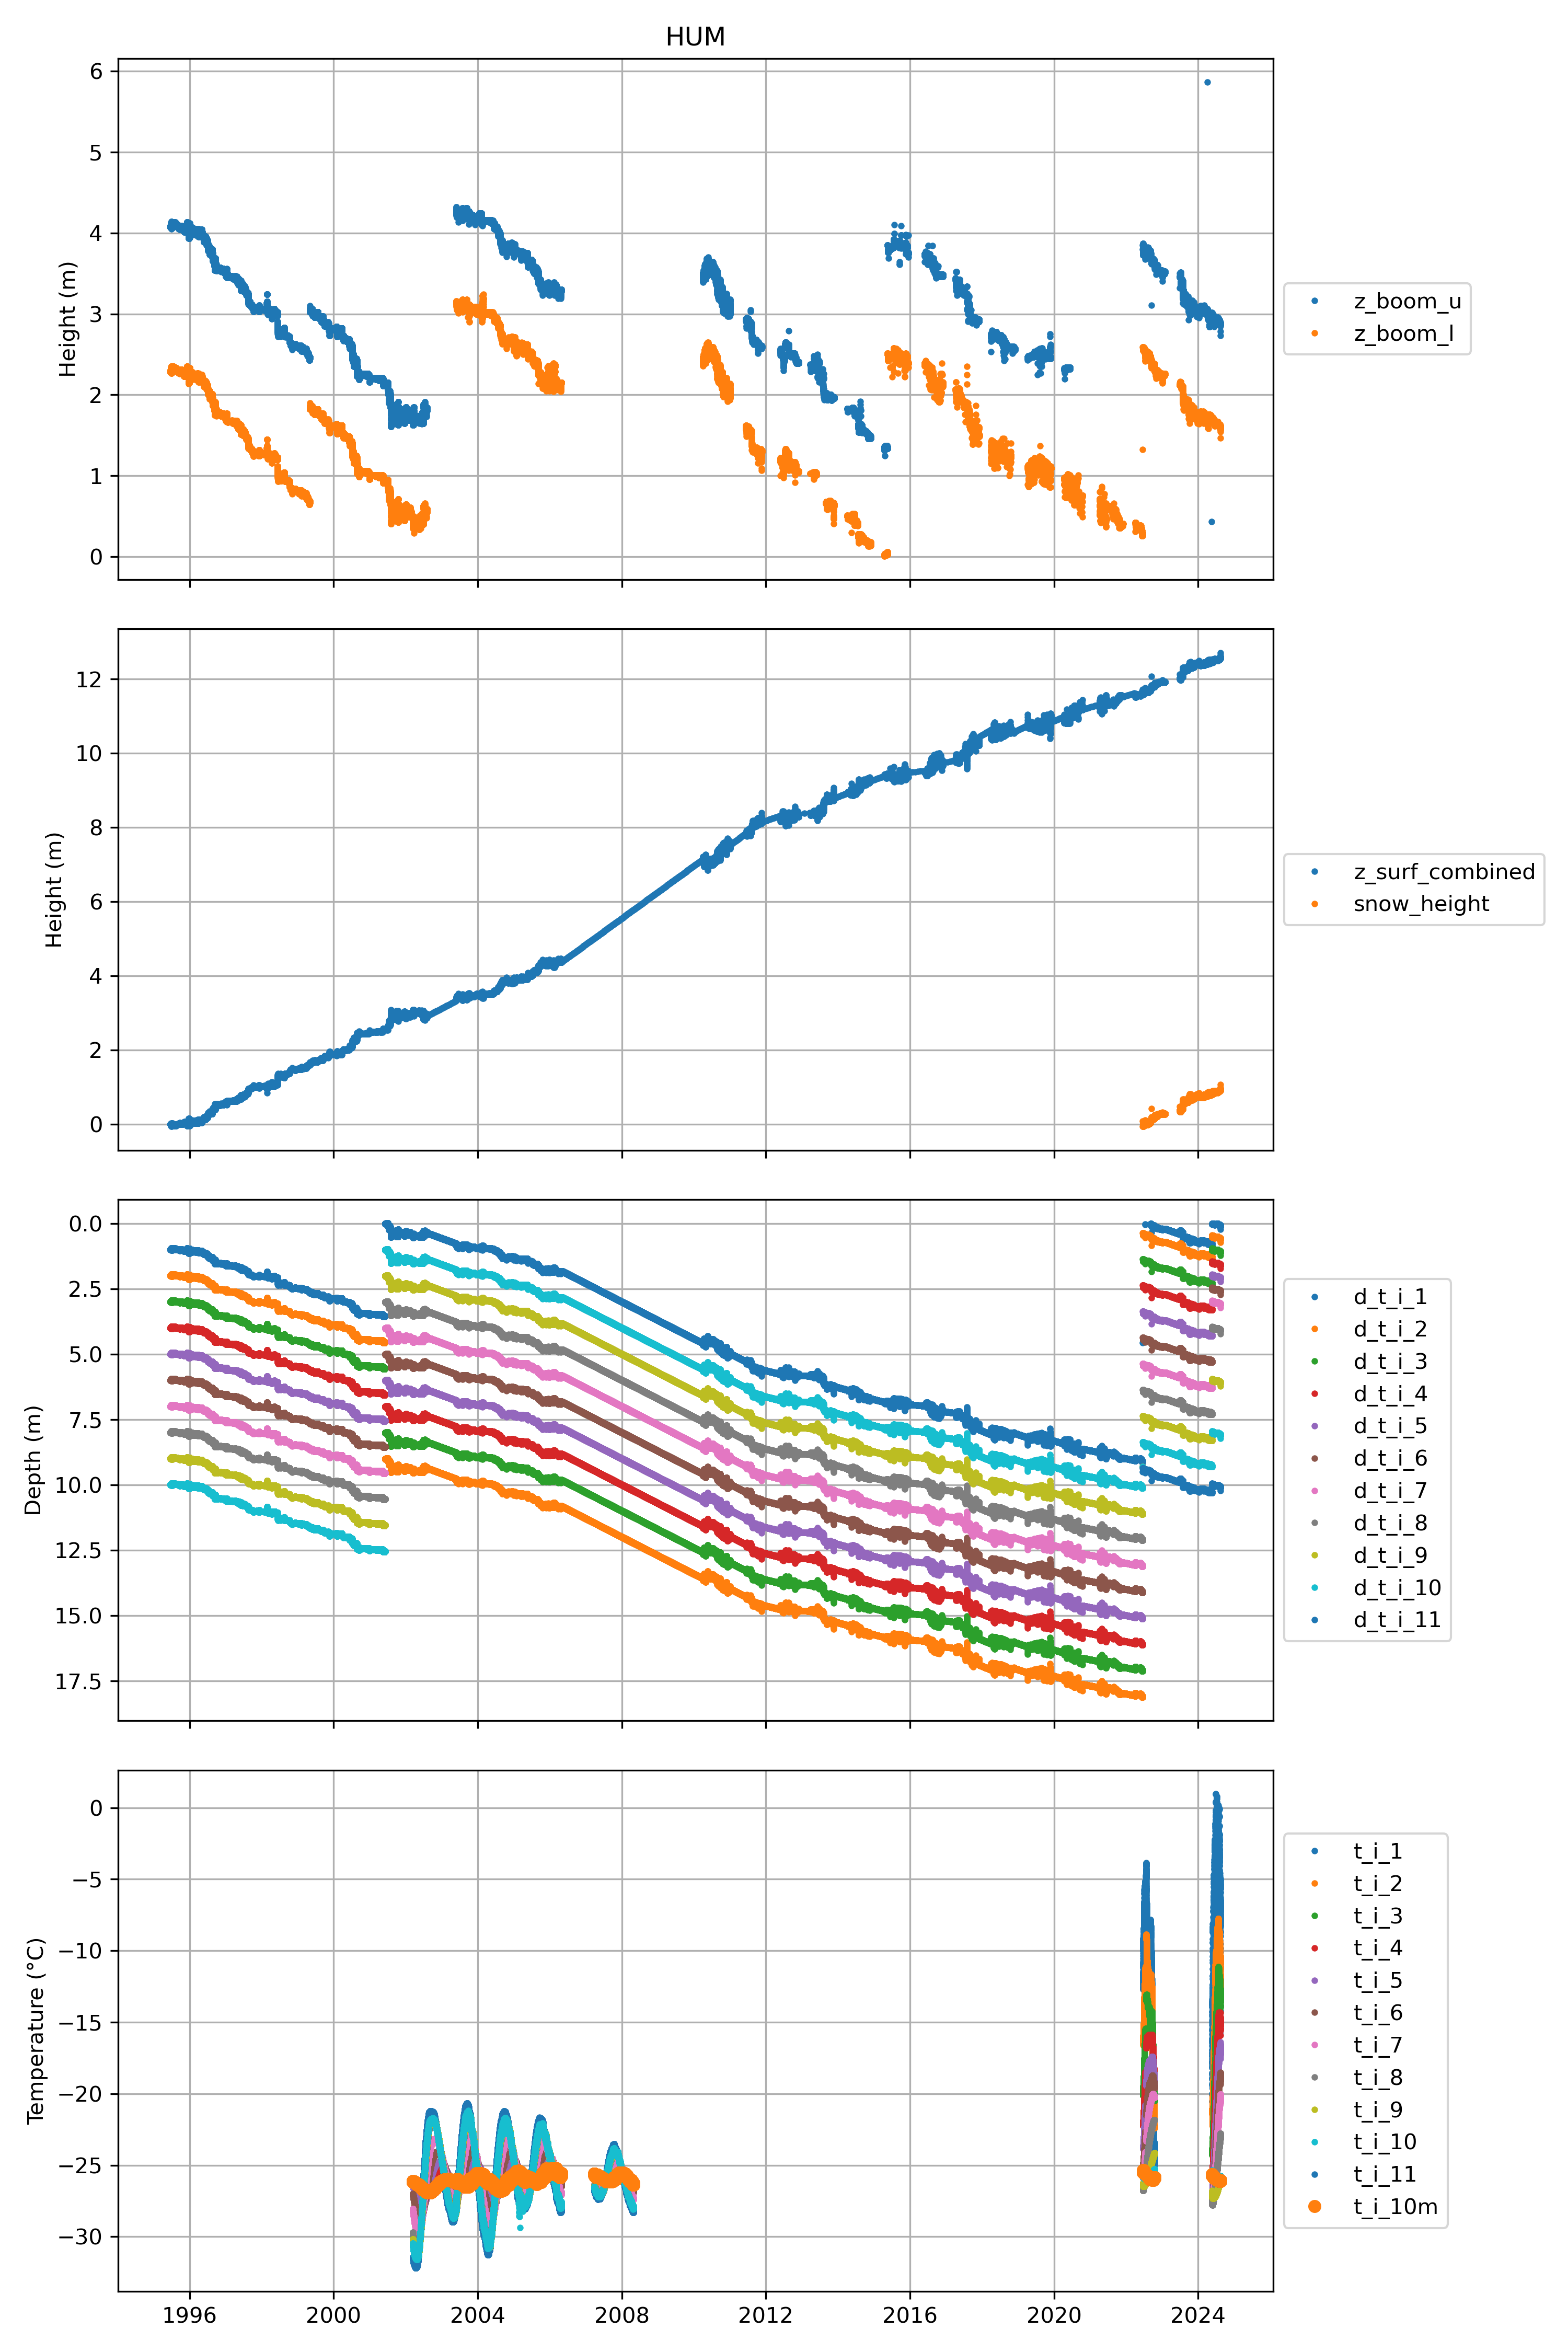 HUM
6
5
4
3
2
1
0
Height (m)
z_boom_u
z_boom_l
12
10
8
6
4
2
0
Height (m)
z_surf_combined
snow_height
0.0
2.5
5.0
7.5
10.0
12.5
15.0
17.5
Depth (m)
d_t_i_1
d_t_i_2
d_t_i_3
d_t_i_4
d_t_i_5
d_t_i_6
d_t_i_7
d_t_i_8
d_t_i_9
d_t_i_10
d_t_i_11
0
−5
−10
−15
−20
−25
−30
Temperature (°C)
t_i_1
t_i_2
t_i_3
t_i_4
t_i_5
t_i_6
t_i_7
t_i_8
t_i_9
t_i_10
t_i_11
t_i_10m
1996 2000 2004 2008 2012 2016 2020 2024